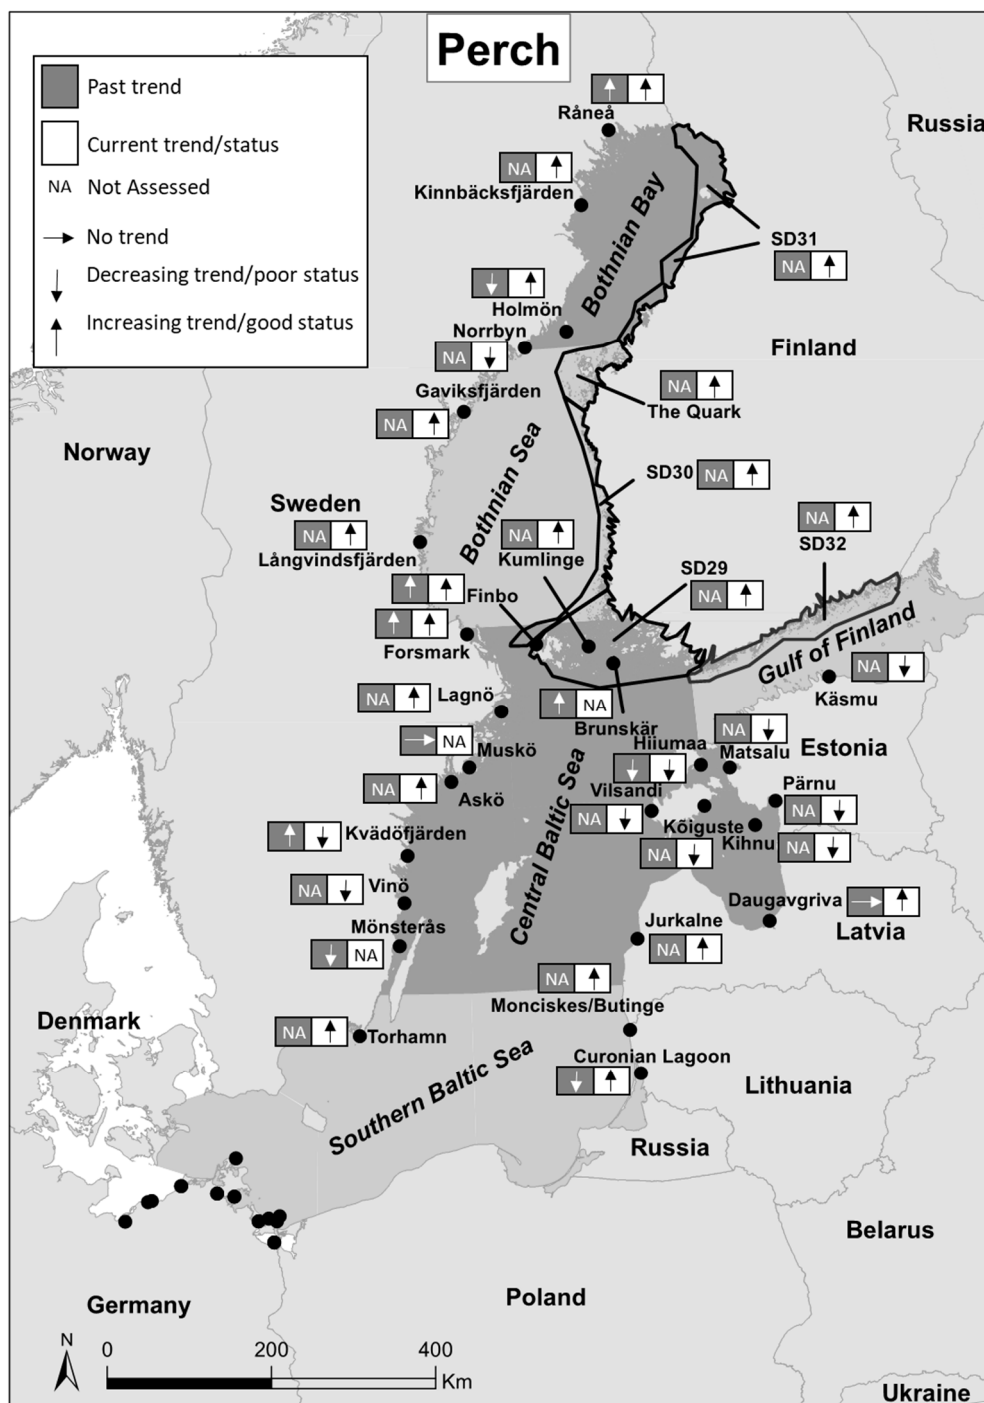 Perch
Past trend
Current trend/status
NA Not Assessed
No trend
Decreasing trend/poor status
Increasing trend/good status
Råneå
Russia
NA
Kinnbäcksfjärden
Bothnian Bay
SD31
NA
Holmön
Norrbyn
NA
Finland
Gaviksfjärden
NA
NA
The Quark
Norway
Bothnian Sea
SD30 NA
Sweden
NA
Långvindsfjärden
NA
Kumlinge
NA
SD32
SD29
NA
Finbo
Forsmark
Gulf of Finland
NA
Käsmu
NA
Lagnö
NA
Brunskär
NA
Muskö
NA
Matsalu
Hiiumaa
Estonia
NA
Askö
Central Baltic Sea
Vilsandi
NA
Pärnu
NA
Kvädöfjärden
Kõiguste
NA
Kihnu
NA
NA
Vinö
Daugavgriva
Latvia
Mönsterås
NA
Jurkalne
NA
NA
Monciskes/Butinge
Denmark
NA
Torhamn
Curonian Lagoon
Lithuania
Southern Baltic Sea
Russia
Belarus
Germany
Poland
N
0 200 400
Km
Ukraine